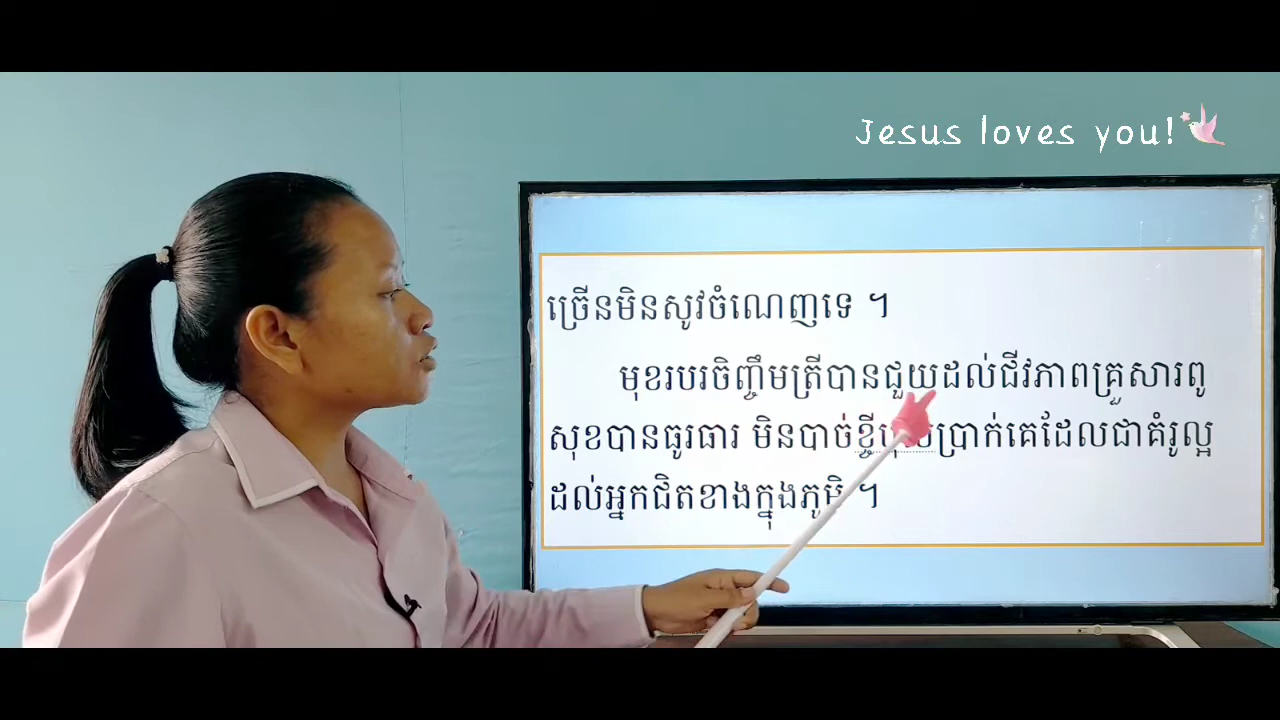 Jesus loves you!
ច្រើនមិនសូវចំណេញទេ ។
មុខរបរចិញ្ចឹមត្រីបានជួយដល់ជីវភាពគ្រួសារពូ
សុខបានធូរធារ មិនបាច់ខ្ចីបុលប្រាក់គេដែលជាគំរូល្អ
ដល់អ្នកជិតខាងក្នុងភូមិ ។